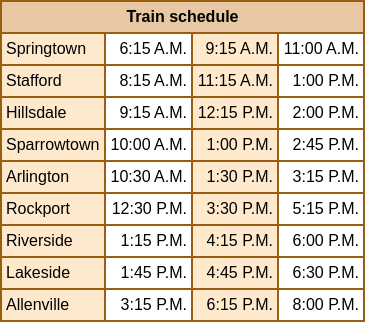 Train schedule
Springtown 6:15 A.M. 9:15 A.M. 11:00 A.M.
Stafford 8:15 A.M. 11:15 A.M. 1:00 P.M.
Hillsdale 9:15 A.M. 12:15 P.M. 2:00 P.M.
Sparrowtown 10:00 A.M. 1:00 P.M. 2:45 P.M.
Arlington 10:30 A.M. 1:30 P.M. 3:15 P.M.
Rockport 12:30 P.M. 3:30 P.M. 5:15 P.M.
Riverside 1:15 P.M. 4:15 P.M. 6:00 P.M.
Lakeside 1:45 P.M. 4:45 P.M. 6:30 P.M.
Allenville 3:15 P.M. 6:15 P.M. 8:00 P.M.